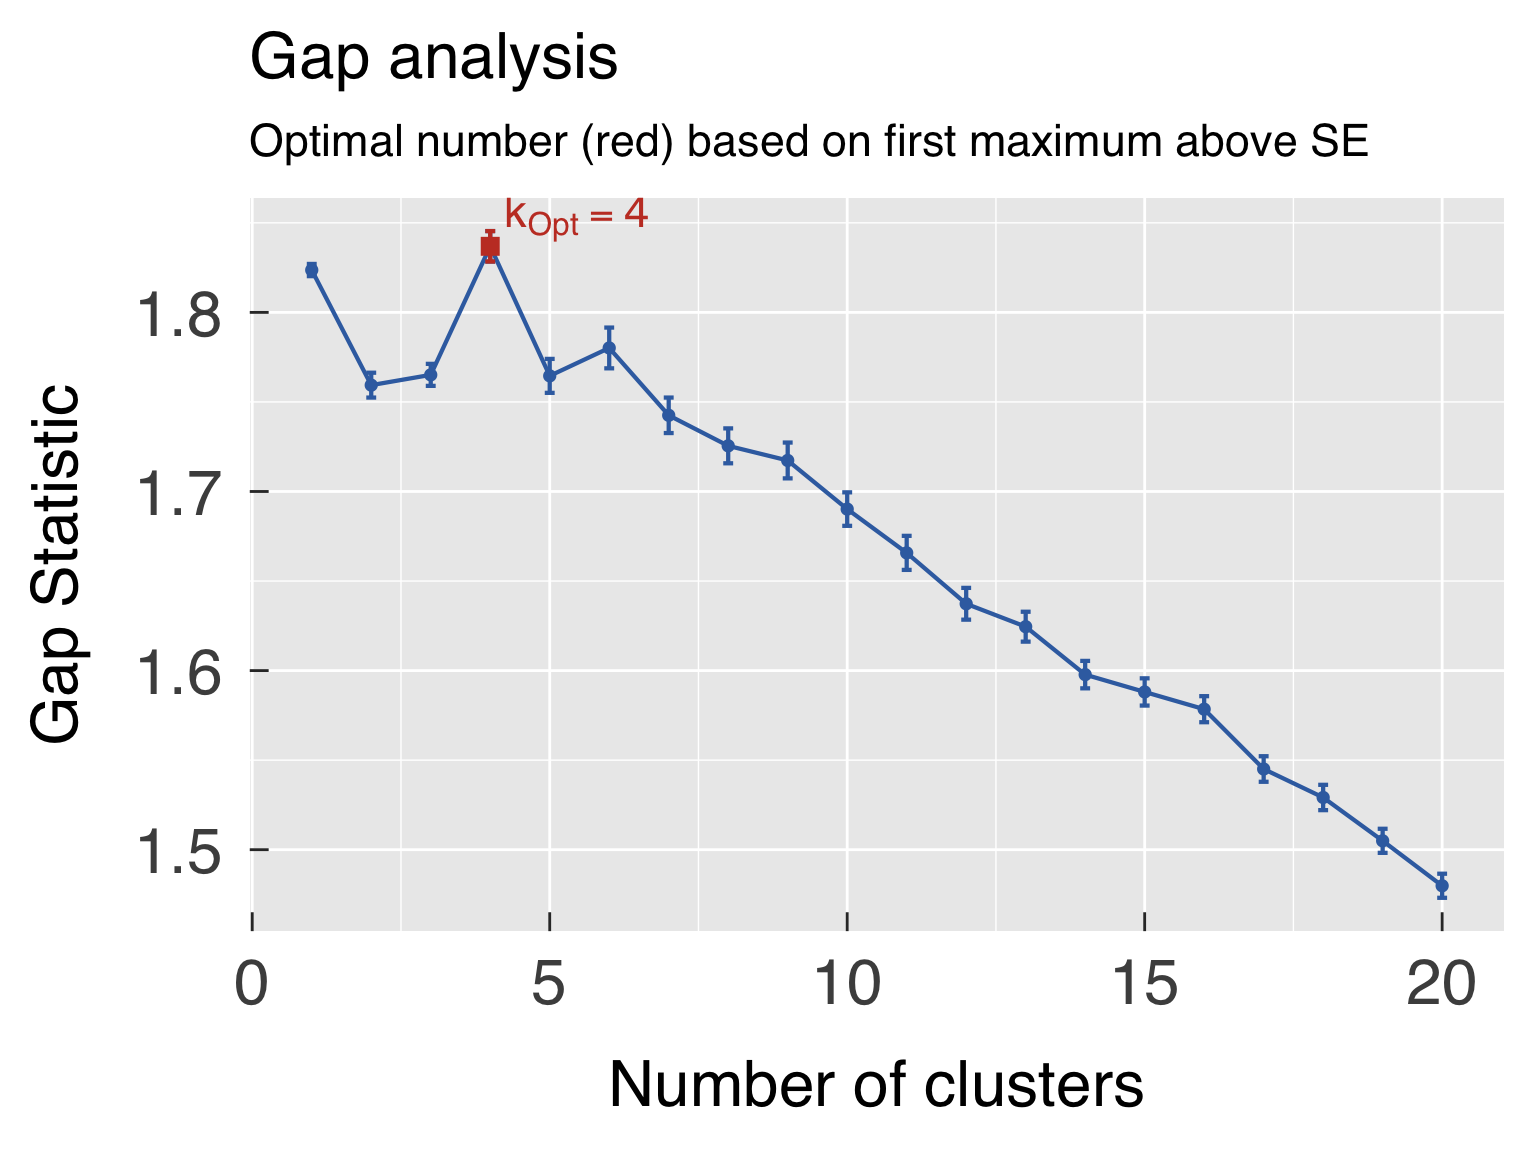 Gap analysis
Optimal number (red) based on first maximum above SE
kOpt = 4
1.8
1.7
1.6
1.5
Gap Statistic
0 5 10 15 20
Number of clusters